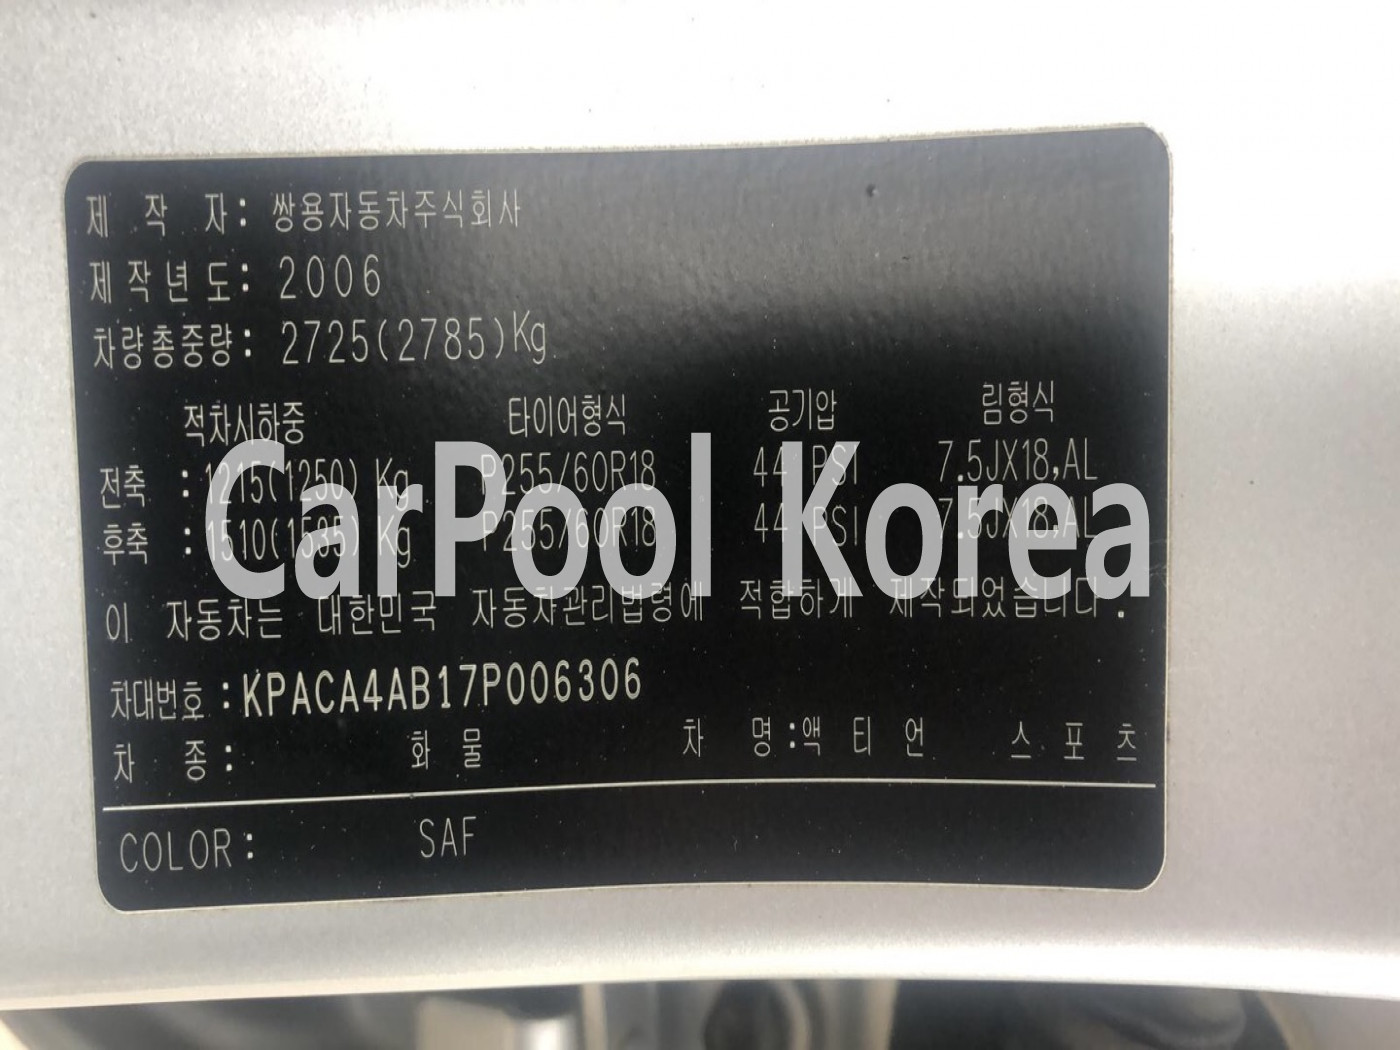 제 작 자: 쌍용자동차주식회사
제작년도: 2006
차량총중량: 2725(2785)Kg
적차시하중 타이어형식 공기압 림형식
전축 : 1215(1250) Kg P255/60R18 44 PSI 7.5JX18,AL
후축 : 1510(1535) Kg P255/60R18 44 PSI 7.5JX18,AL
CarPool Korea
이 자동차는 대한민국 자동차관리법령에 적합하게 제작되었습니다.
차대번호 : KPACA4AB17P006306
차 종: 화 물 차 명:액 티 언 스 포 츠
COLOR: SAF